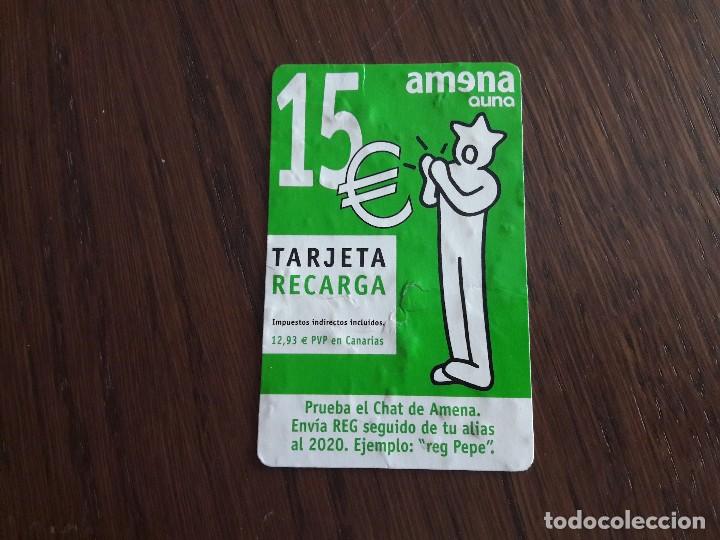 15
€
amena
auna
TARJETA
RECARGA
Impuestos indirectos incluidos.
12,93 € PVP en Canarias
Prueba el Chat de Amena.
Envía REG seguido de tu alias
al 2020. Ejemplo: "reg Pepe".
todocoleccion